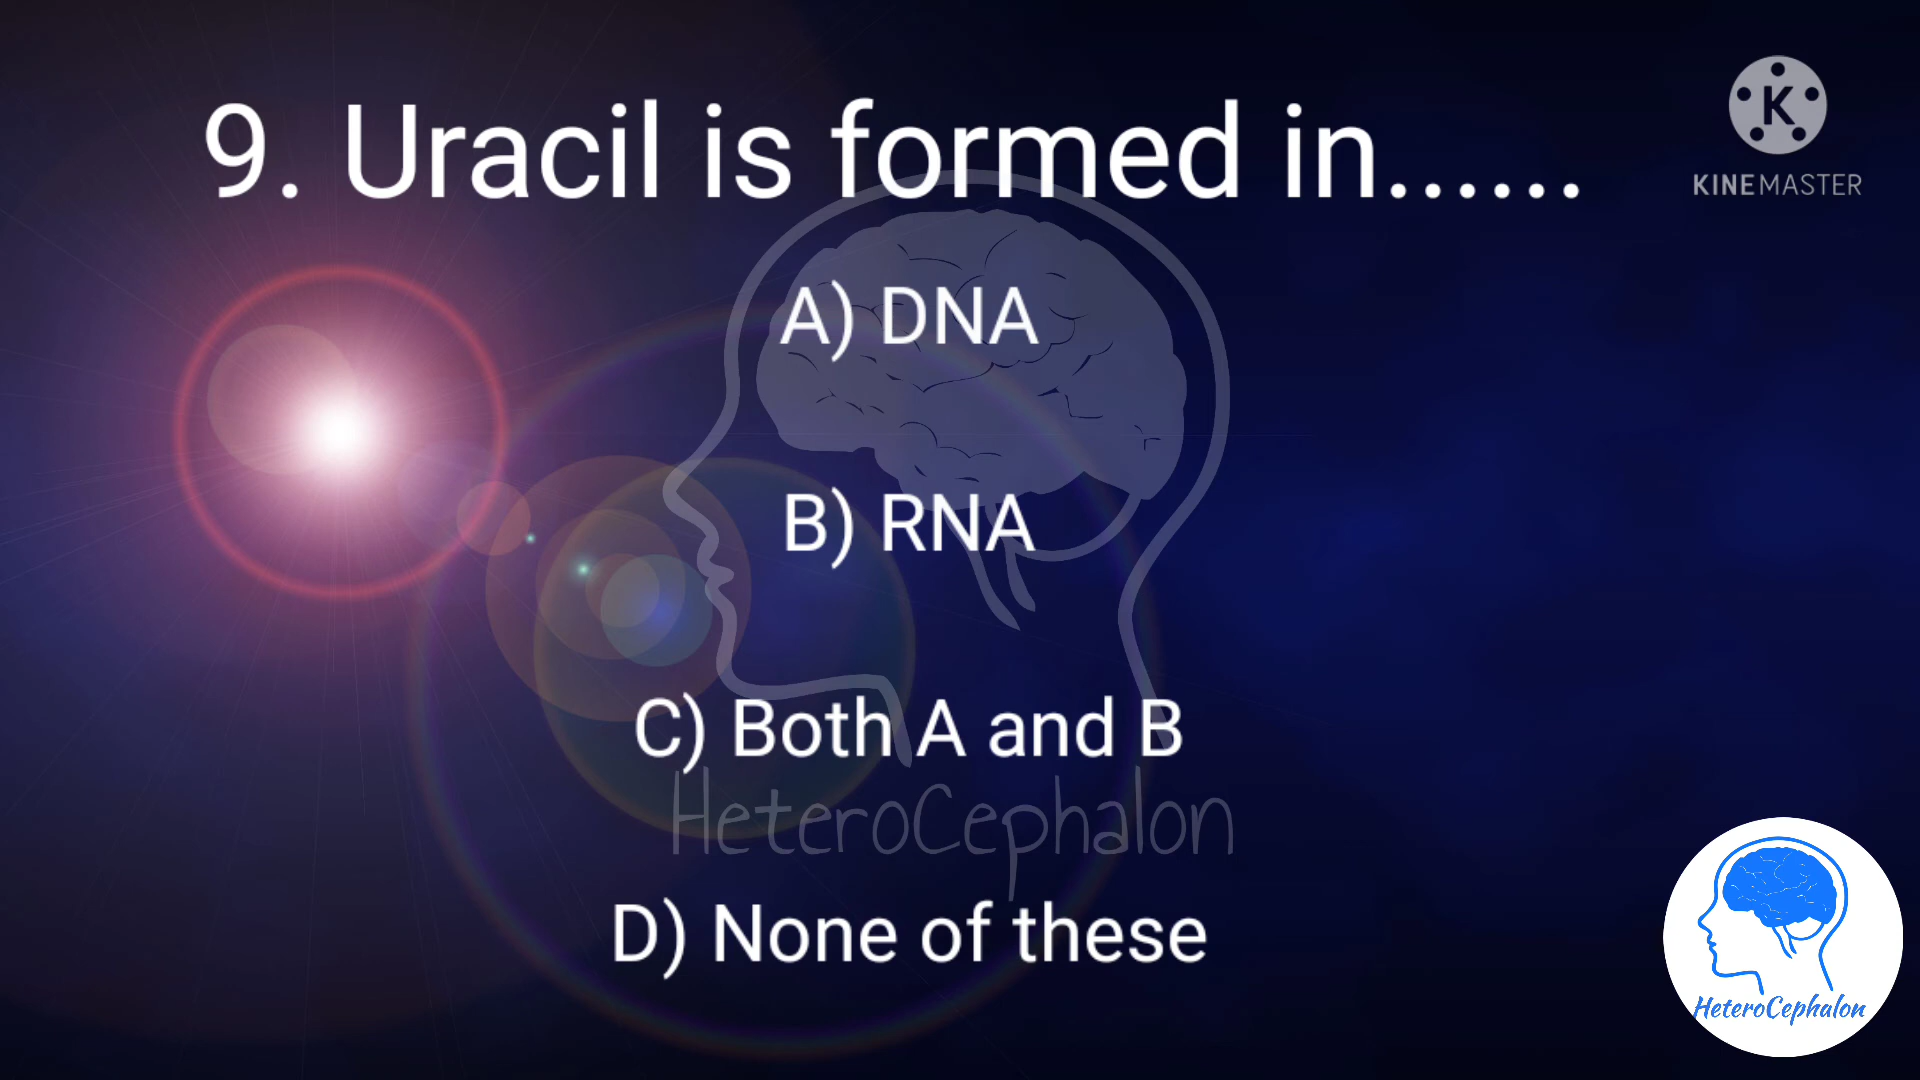 9. Uracil is formed in......
K
KINEMASTER
A) DNA
B) RNA
C) Both A and B
HeteroCephalon
D) None of these
HeteroCephalon